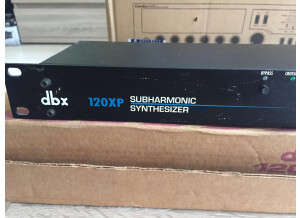 BYPASS
dbx
120XP
SUBHARMONIC
SYNTHESIZER